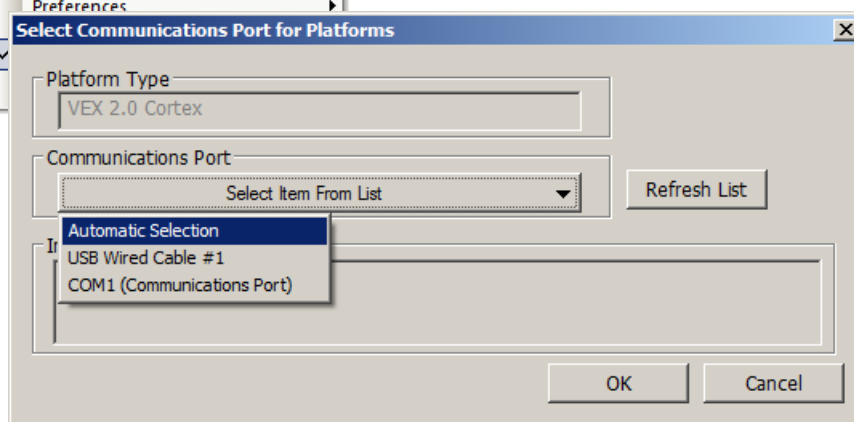 Preferences
Select Communications Port for Platforms
Platform Type
VEX 2.0 Cortex
Communications Port
Select Item From List
Refresh List
Automatic Selection
USB Wired Cable #1
COM1 (Communications Port)
OK
Cancel